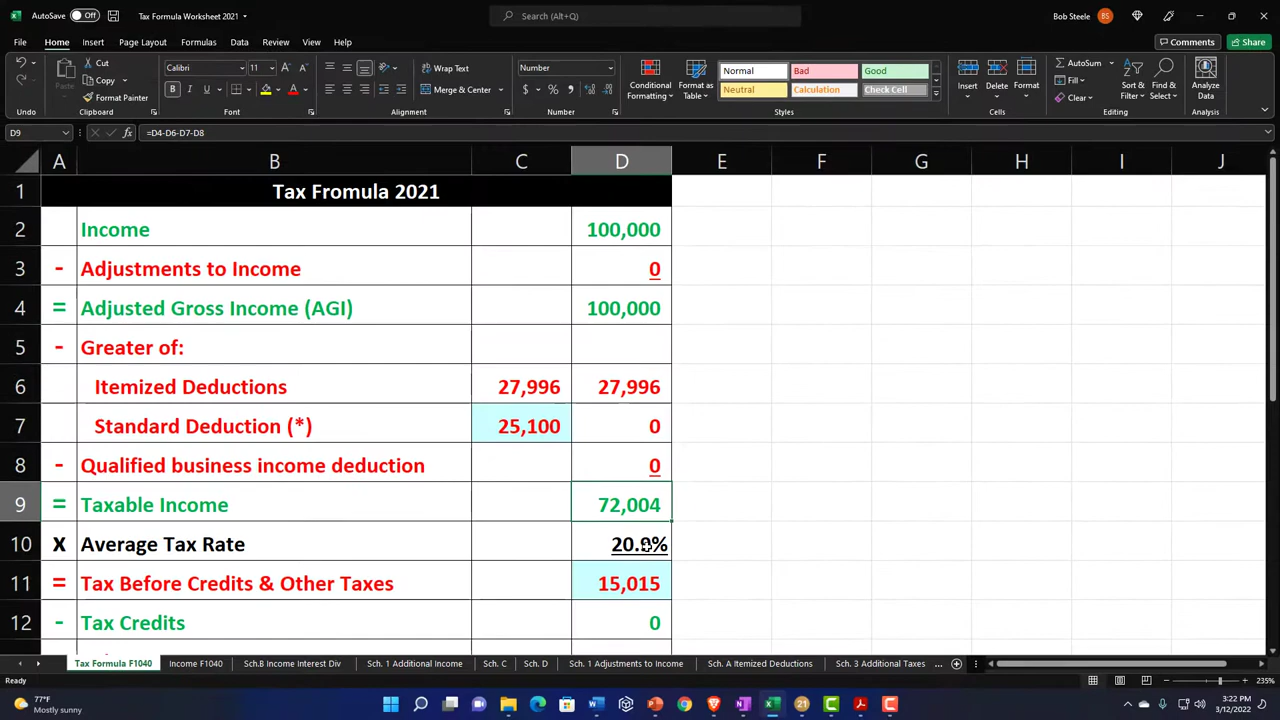 AutoSave Off Tax Formula Worksheet 2021 Search (Alt+Q) Bob Steele BS
File Home Insert Page Layout Formulas Data Review View Help Comments Share
Cut Calibri 11 Wrap Text Number Normal Bad Good AutoSum
Copy Fill
Format Painter Merge & Center Neutral Calculation Check Cell Clear
Paste Conditional Formatting Format as Table Insert Delete Format Sort & Filter Find & Select Analyze Data
Undo Clipboard Font Alignment Number Styles Cells Editing Analysis
D9 fx =D4-D6-D7-D8
A B C D E F G H I J
1 Tax Fromula 2021
2 Income 100,000
3 - Adjustments to Income 0
4 = Adjusted Gross Income (AGI) 100,000
5 - Greater of:
6 Itemized Deductions 27,996 27,996
7 Standard Deduction (*) 25,100 0
8 - Qualified business income deduction 0
9 = Taxable Income 72,004
10 X Average Tax Rate 20.9%
11 = Tax Before Credits & Other Taxes 15,015
12 - Tax Credits 0
Tax Formula F1040 Income F1040 Sch.B Income Interest Div Sch. 1 Additional Income Sch. C Sch. D Sch. 1 Adjustments to Income Sch. A Itemized Deductions Sch. 3 Additional Taxes ...
Ready 235%
77°F 3:22 PM
Mostly sunny 3/12/2022